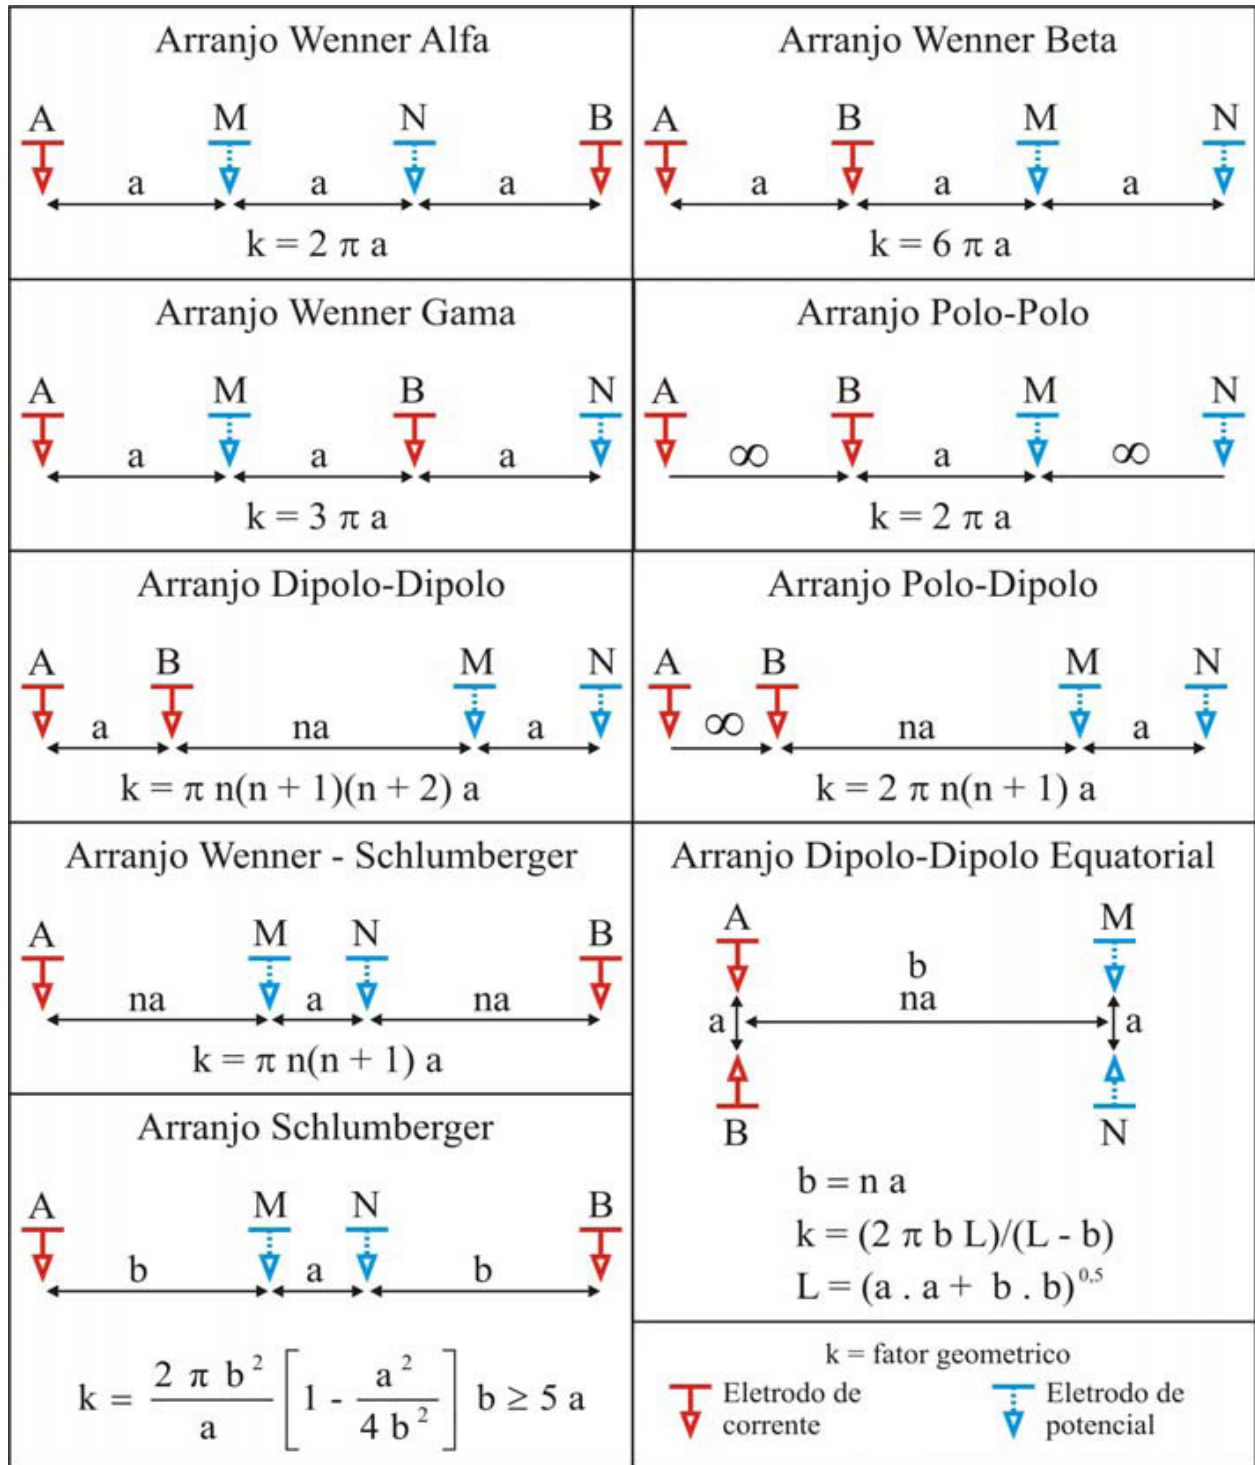 Arranjo Wenner Alfa
A M N B
a a a
k = 2 π a
Arranjo Wenner Beta
A B M N
a a a
k = 6 π a
Arranjo Wenner Gama
A M B N
a a a
k = 3 π a
Arranjo Polo-Polo
A B M N
∞ a ∞
k = 2 π a
Arranjo Dipolo-Dipolo
A B M N
a na a
k = π n(n + 1)(n + 2) a
Arranjo Polo-Dipolo
A B M N
∞ na a
k = 2 π n(n + 1) a
Arranjo Wenner - Schlumberger
A M N B
na a na
k = π n(n + 1) a
Arranjo Schlumberger
A M N B
b a b
k = 2 π b² / a [ 1 - a² / 4 b² ] b ≥ 5 a
Arranjo Dipolo-Dipolo Equatorial
A M
b
na
a a
B N
b = n a
k = (2 π b L)/(L - b)
L = (a . a + b . b)^0,5
k = fator geometrico
Eletrodo de
corrente
Eletrodo de
potencial